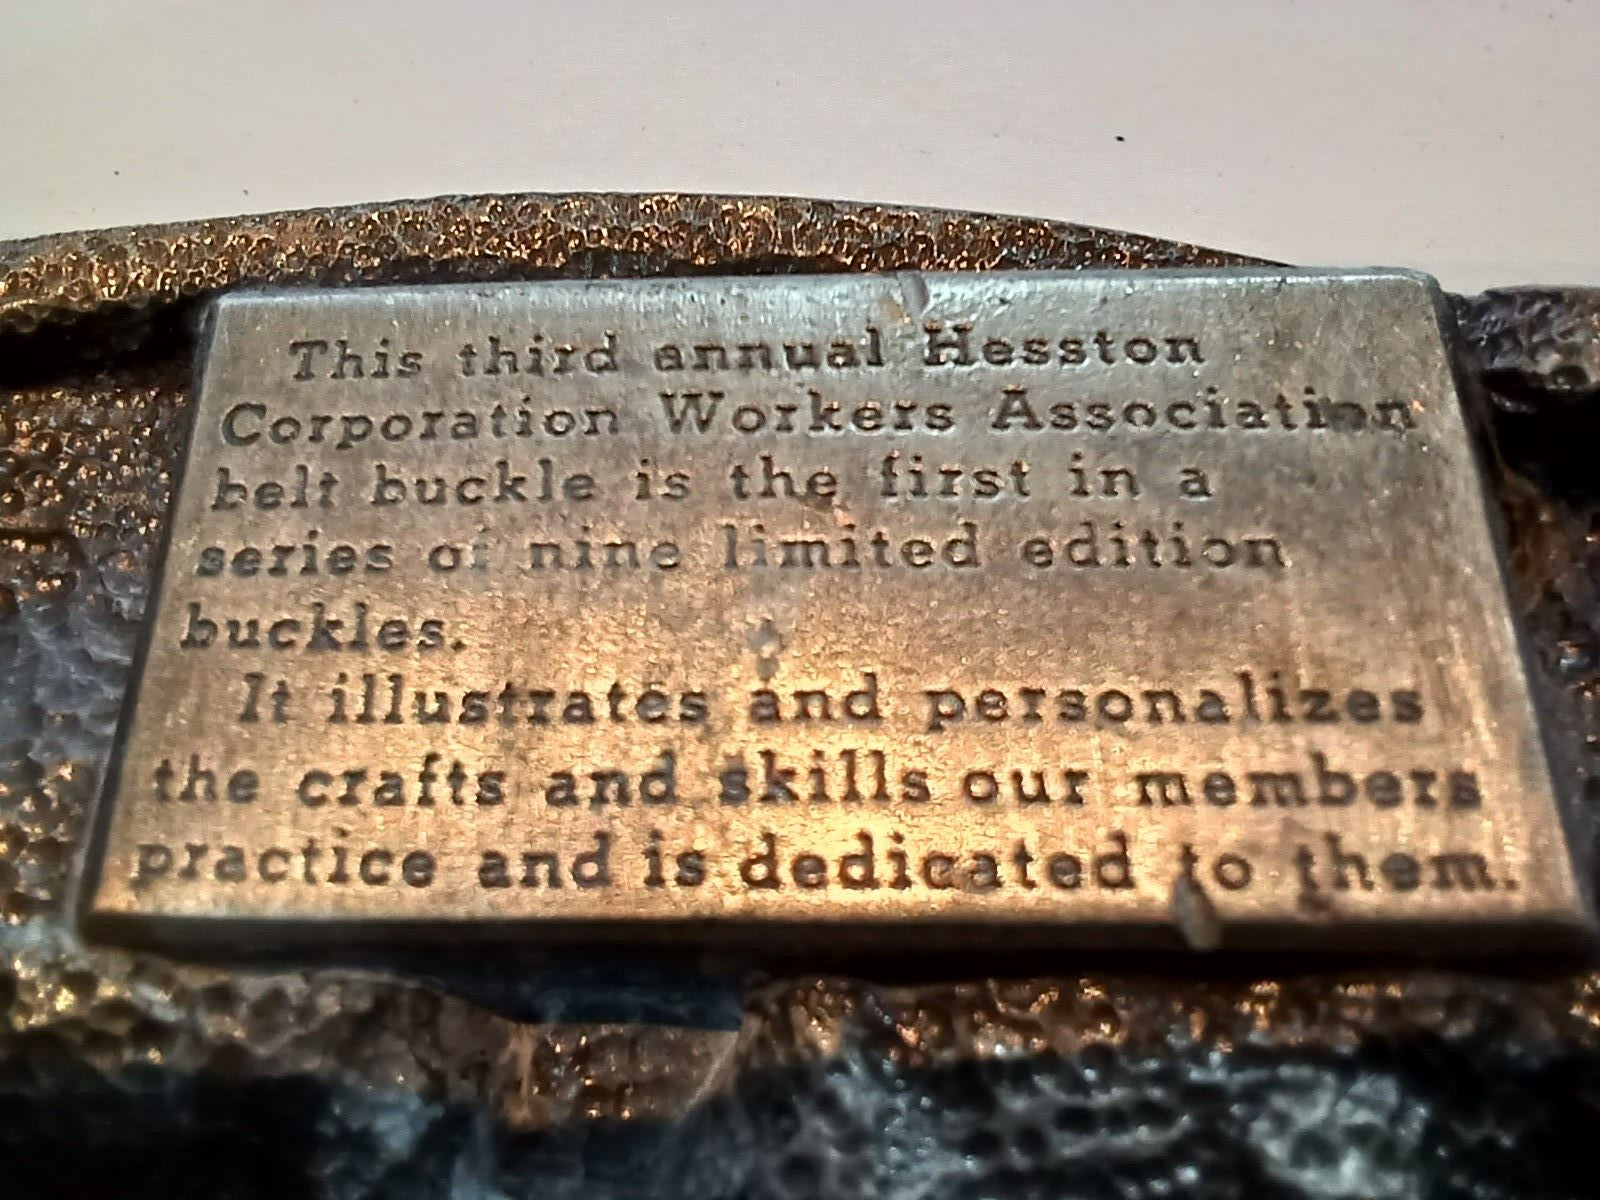 This third annual Hesston
Corporation Workers Association
belt buckle is the first in a
series of nine limited edition
buckles.
It illustrates and personalizes
the crafts and skills our members
practice and is dedicated to them.